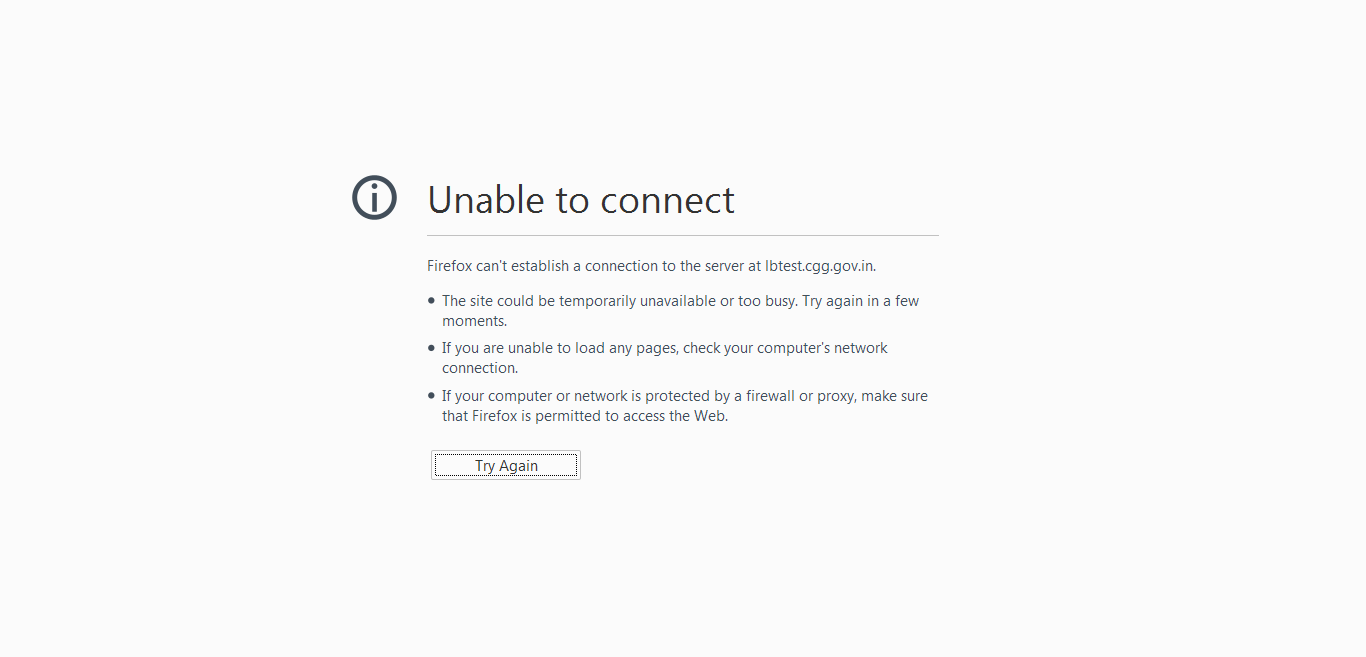 Unable to connect
Firefox can't establish a connection to the server at lbtest.cgg.gov.in.
• The site could be temporarily unavailable or too busy. Try again in a few
moments.
• If you are unable to load any pages, check your computer's network
connection.
• If your computer or network is protected by a firewall or proxy, make sure
that Firefox is permitted to access the Web.
Try Again